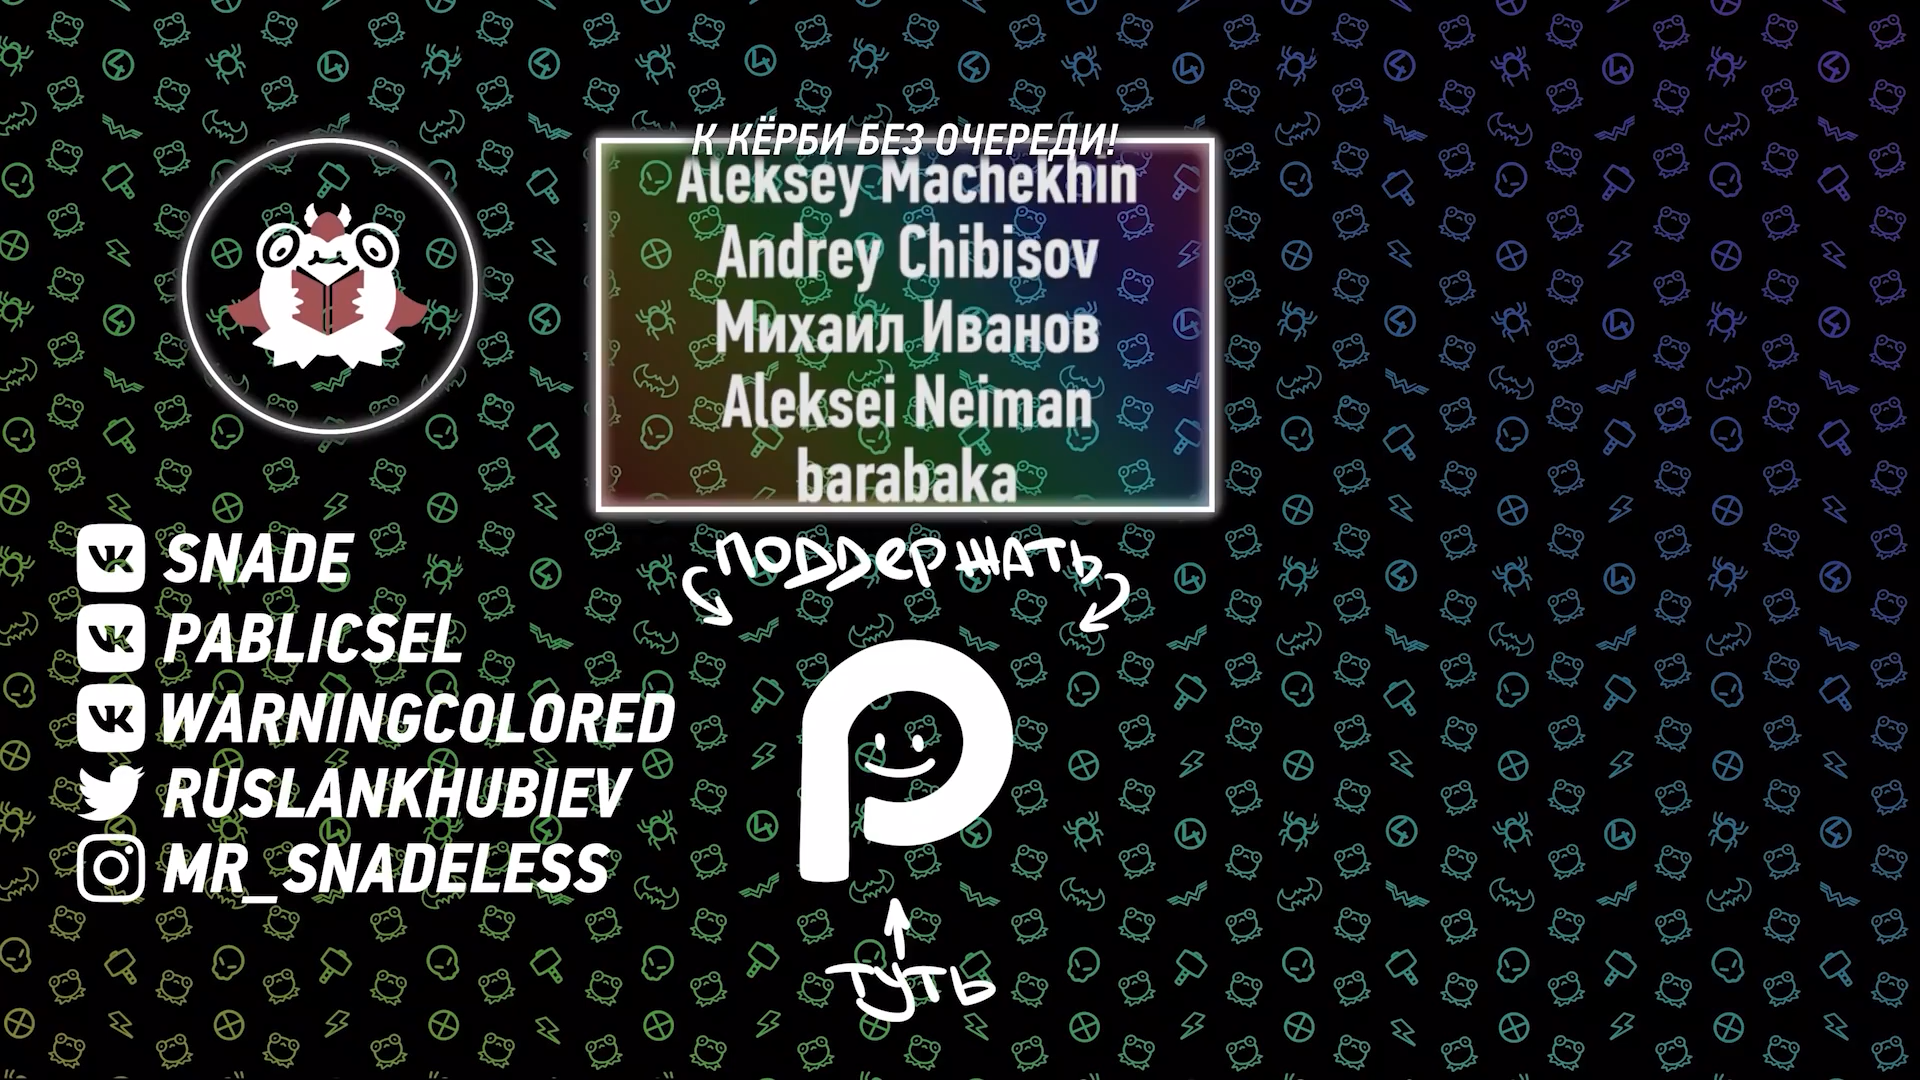 К КЁРБИ БЕЗ ОЧЕРЕДИ!
Aleksey Machekhin
Andrey Chibisov
Михаил Иванов
Aleksei Neiman
barabaka
SNADE
PABLICSEL
WARNINGCOLORED
RUSLANKHUBIEV
MR_SNADELESS
ПОДДЕРЖАТЬ
ТУТЬ